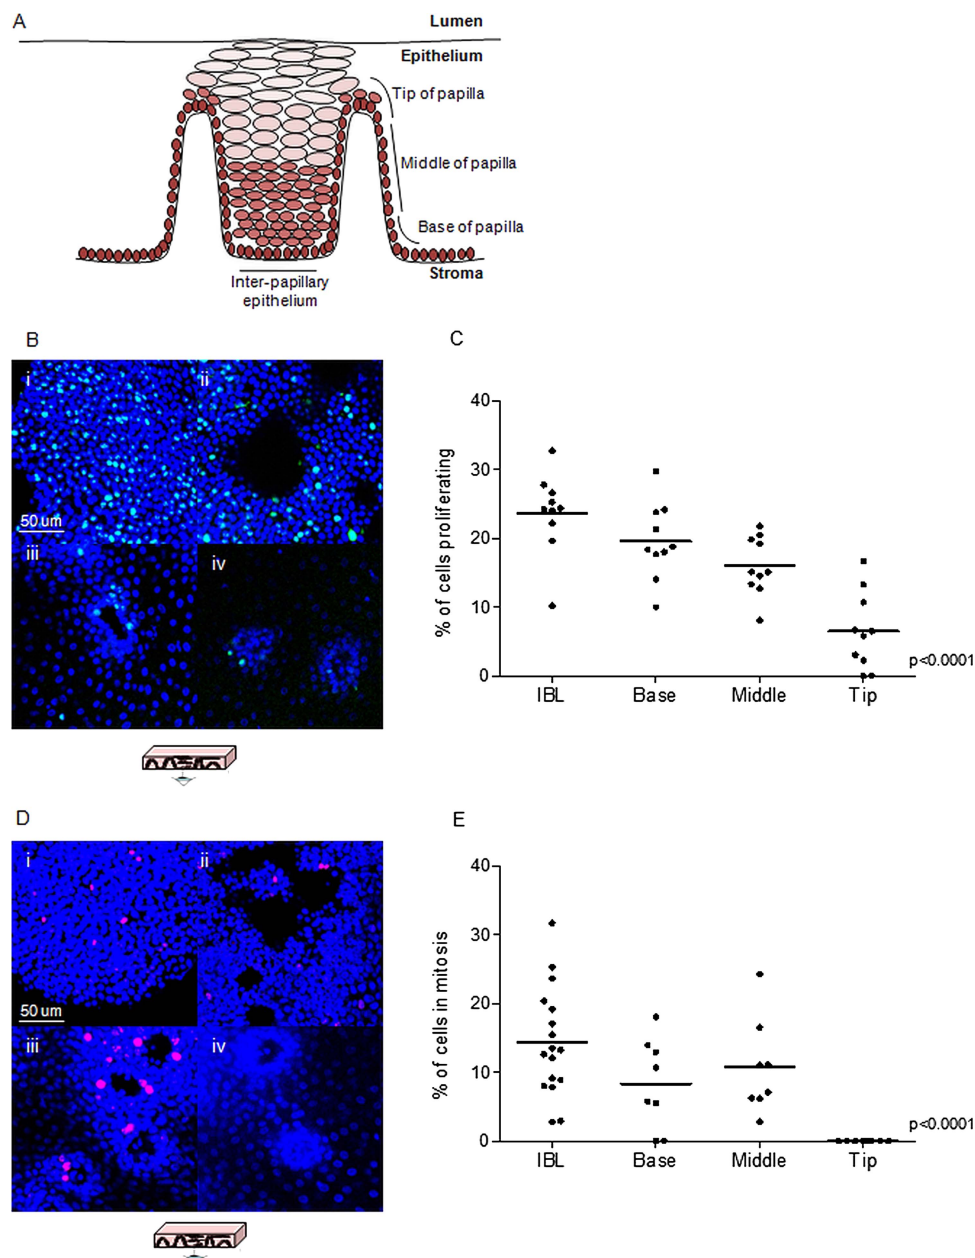 A
Lumen
Epithelium
Tip of papilla
Middle of papilla
Base of papilla
Stroma
Inter-papillary
epithelium
B
i
ii
50 um
iii
iv
C
% of cells proliferating
40
30
20
10
0
IBL
Base
Middle
Tip
p<0.0001
D
i
ii
50 um
iii
iv
E
% of cells in mitosis
40
30
20
10
0
IBL
Base
Middle
Tip
p<0.0001